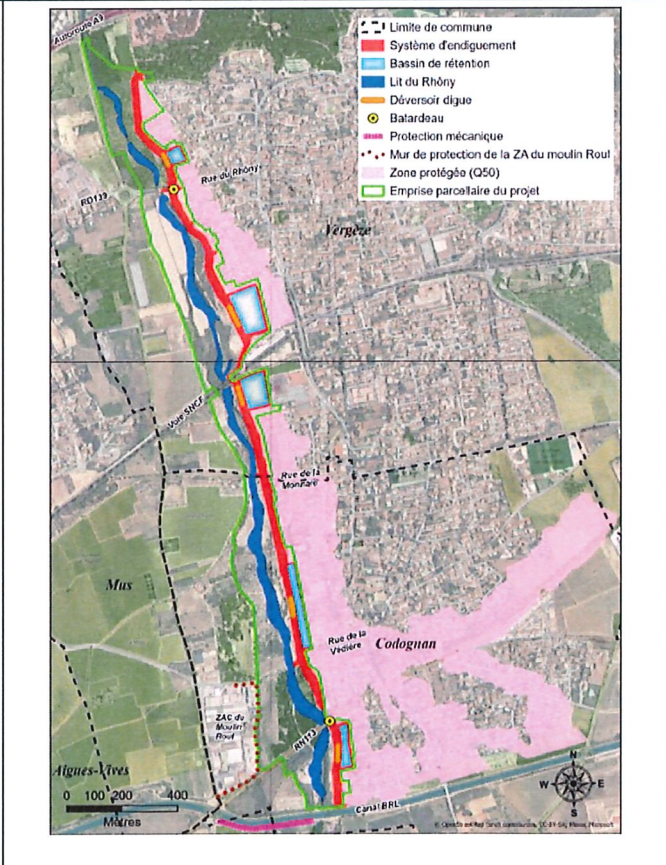 Autoroute A9
Limite de commune
Système d'endiguement
Bassin de rétention
Lit du Rhôny
Déversoir digue
Batardeau
Protection mécanique
Mur de protection de la ZA du moulin Rouf
Zone protégée (Q50)
Emprise parcellaire du projet
Rue du Rhôny
RD139
Vergèze
Voie SNCF
Rue de la
Monnaie
Mus
Rue de la
Vedière
Codognan
ZAC du
Moulin
Rouf
RN113
Aigues-Vives
0 100 200 400
Mètres
Canal BRL
N
W E
S